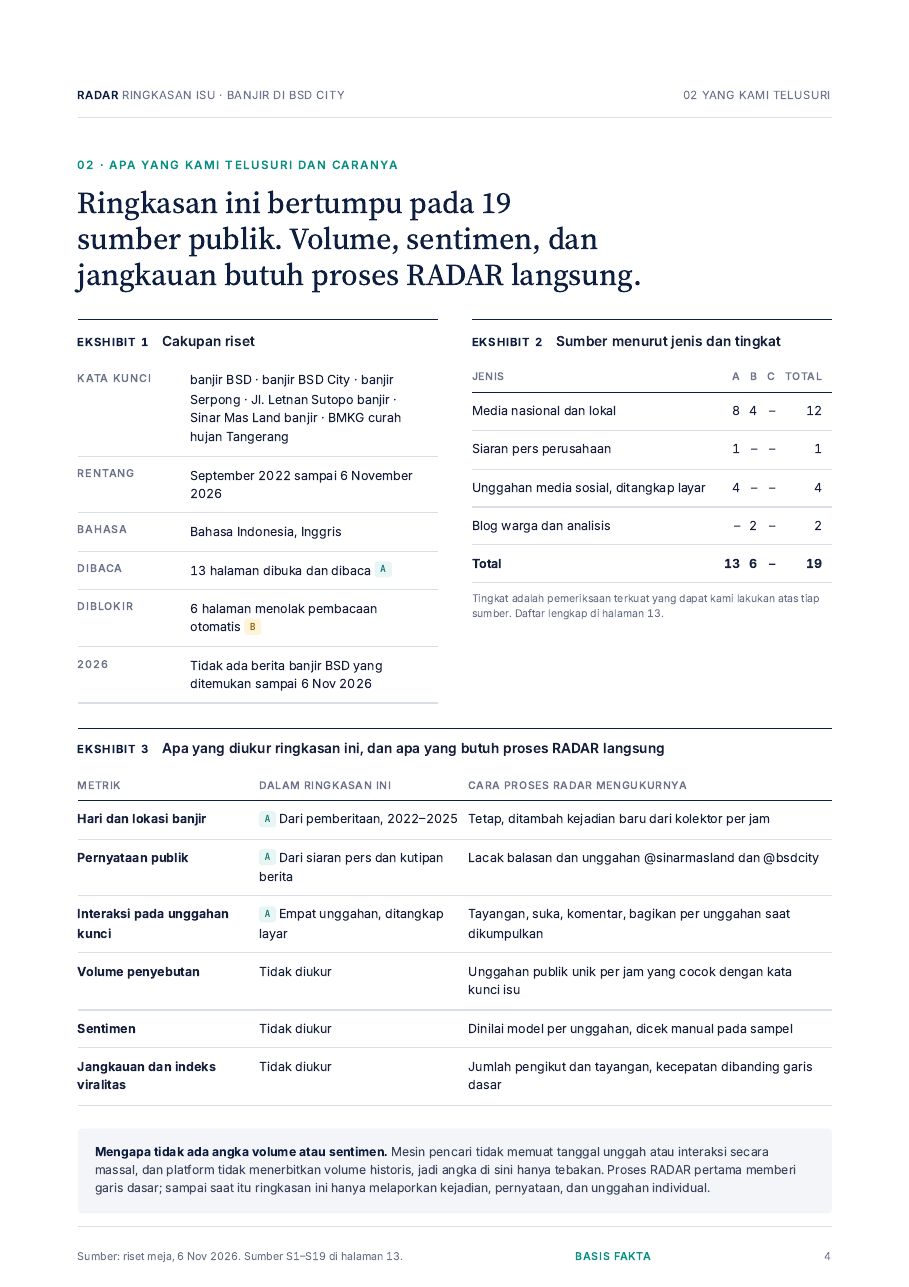 RADAR RINGKASAN ISU · BANJIR DI BSD CITY
02 YANG KAMI TELUSURI
02 · APA YANG KAMI TELUSURI DAN CARANYA
Ringkasan ini bertumpu pada 19
sumber publik. Volume, sentimen, dan
jangkauan butuh proses RADAR langsung.
EKSHIBIT 1 Cakupan riset
KATA KUNCI banjir BSD · banjir BSD City · banjir
Serpong · Jl. Letnan Sutopo banjir ·
Sinar Mas Land banjir · BMKG curah
hujan Tangerang
RENTANG September 2022 sampai 6 November
2026
BAHASA Bahasa Indonesia, Inggris
DIBACA 13 halaman dibuka dan dibaca A
DIBLOKIR 6 halaman menolak pembacaan
otomatis B
2026 Tidak ada berita banjir BSD yang
ditemukan sampai 6 Nov 2026
EKSHIBIT 2 Sumber menurut jenis dan tingkat
JENIS A B C TOTAL
Media nasional dan lokal 8 4 – 12
Siaran pers perusahaan 1 – – 1
Unggahan media sosial, ditangkap layar 4 – – 4
Blog warga dan analisis – 2 – 2
Total 13 6 – 19
Tingkat adalah pemeriksaan terkuat yang dapat kami lakukan atas tiap
sumber. Daftar lengkap di halaman 13.
EKSHIBIT 3 Apa yang diukur ringkasan ini, dan apa yang butuh proses RADAR langsung
METRIK DALAM RINGKASAN INI CARA PROSES RADAR MENGUKURNYA
Hari dan lokasi banjir A Dari pemberitaan, 2022–2025 Tetap, ditambah kejadian baru dari kolektor per jam
Pernyataan publik A Dari siaran pers dan kutipan Lacak balasan dan unggahan @sinarmasland dan @bsdcity
berita
Interaksi pada unggahan A Empat unggahan, ditangkap Tayangan, suka, komentar, bagikan per unggahan saat
kunci layar dikumpulkan
Volume penyebutan Tidak diukur Unggahan publik unik per jam yang cocok dengan kata
kunci isu
Sentimen Tidak diukur Dinilai model per unggahan, dicek manual pada sampel
Jangkauan dan indeks Tidak diukur Jumlah pengikut dan tayangan, kecepatan dibanding garis
viralitas dasar
Mengapa tidak ada angka volume atau sentimen. Mesin pencari tidak memuat tanggal unggah atau interaksi secara
massal, dan platform tidak menerbitkan volume historis, jadi angka di sini hanya tebakan. Proses RADAR pertama memberi
garis dasar; sampai saat itu ringkasan ini hanya melaporkan kejadian, pernyataan, dan unggahan individual.
Sumber: riset meja, 6 Nov 2026. Sumber S1–S19 di halaman 13.
BASIS FAKTA
4